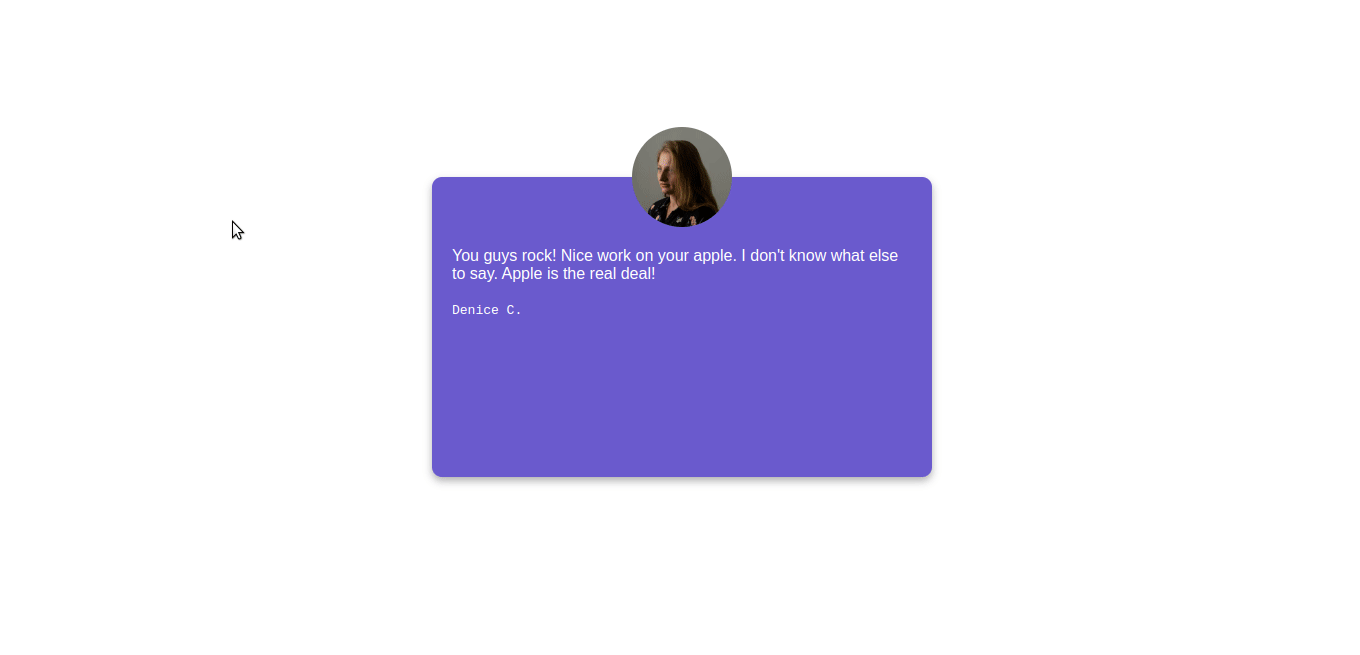 You guys rock! Nice work on your apple. I don't know what else
to say. Apple is the real deal!
Denice C.